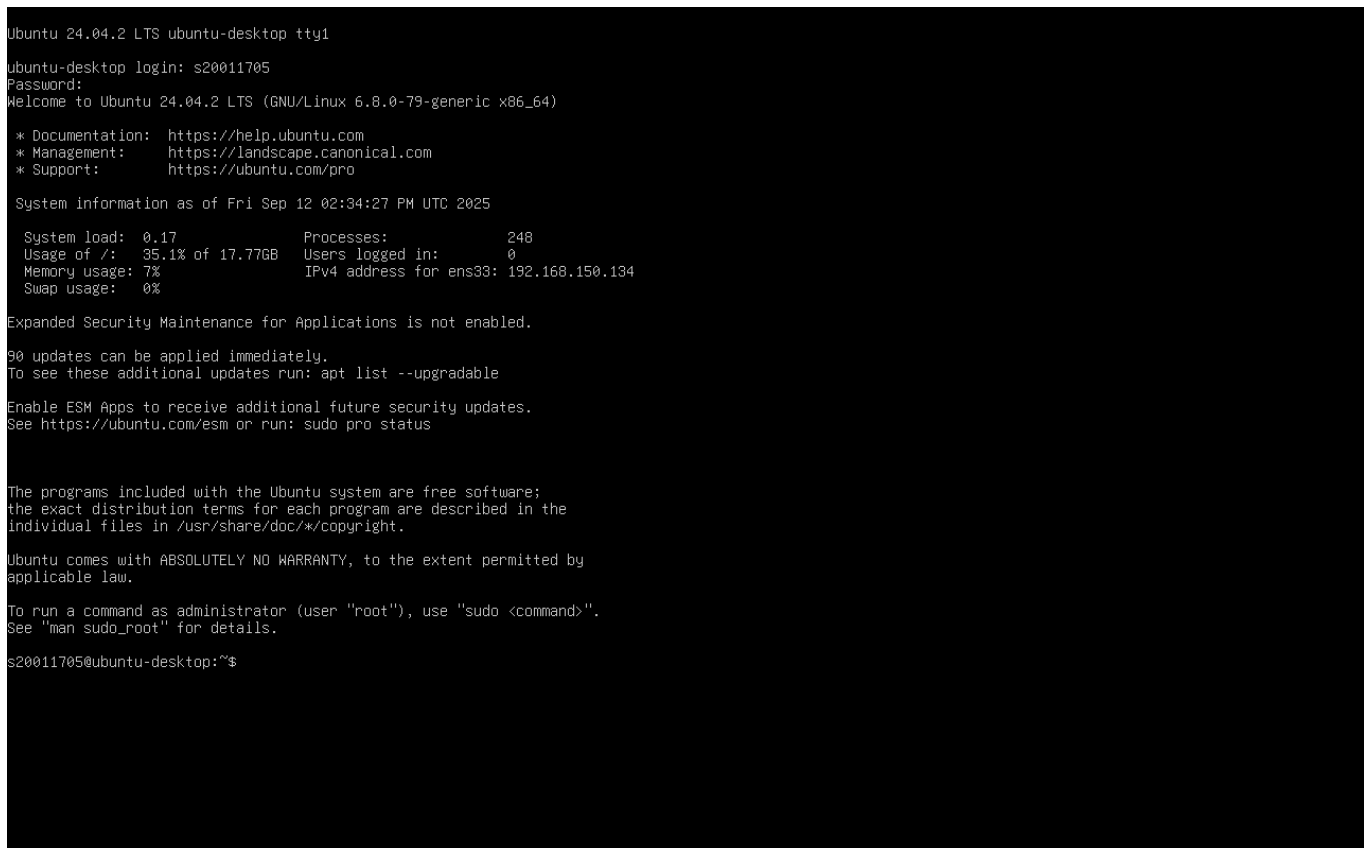 Ubuntu 24.04.2 LTS ubuntu-desktop tty1
ubuntu-desktop login: s20011705
Password:
Welcome to Ubuntu 24.04.2 LTS (GNU/Linux 6.8.0-79-generic x86_64)
* Documentation:  https://help.ubuntu.com
* Management:     https://landscape.canonical.com
* Support:        https://ubuntu.com/pro
System information as of Fri Sep 12 02:34:27 PM UTC 2025
System load:  0.17               Processes:              248
Usage of /:   35.1% of 17.77GB   Users logged in:        0
Memory usage: 7%                 IPv4 address for ens33: 192.168.150.134
Swap usage:   0%
Expanded Security Maintenance for Applications is not enabled.
90 updates can be applied immediately.
To see these additional updates run: apt list --upgradable
Enable ESM Apps to receive additional future security updates.
See https://ubuntu.com/esm or run: sudo pro status
The programs included with the Ubuntu system are free software;
the exact distribution terms for each program are described in the
individual files in /usr/share/doc/*/copyright.
Ubuntu comes with ABSOLUTELY NO WARRANTY, to the extent permitted by
applicable law.
To run a command as administrator (user "root"), use "sudo <command>".
See "man sudo_root" for details.
s20011705@ubuntu-desktop:~$